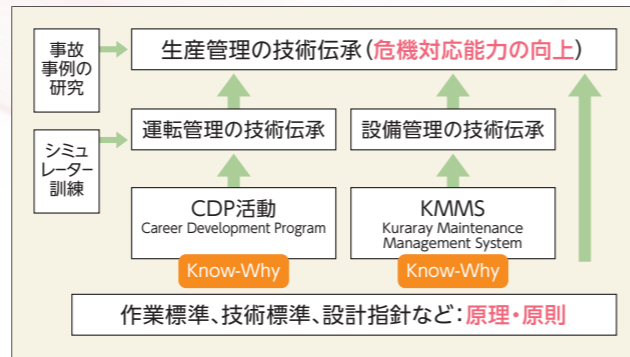 事故
事例の
研究
生産管理の技術伝承(危機対応能力の向上)
シミュ
レーター
訓練
運転管理の技術伝承
設備管理の技術伝承
CDP活動
Career Development Program
KMMS
Kuraray Maintenance
Management System
Know-Why
Know-Why
作業標準、技術標準、設計指針など：原理・原則